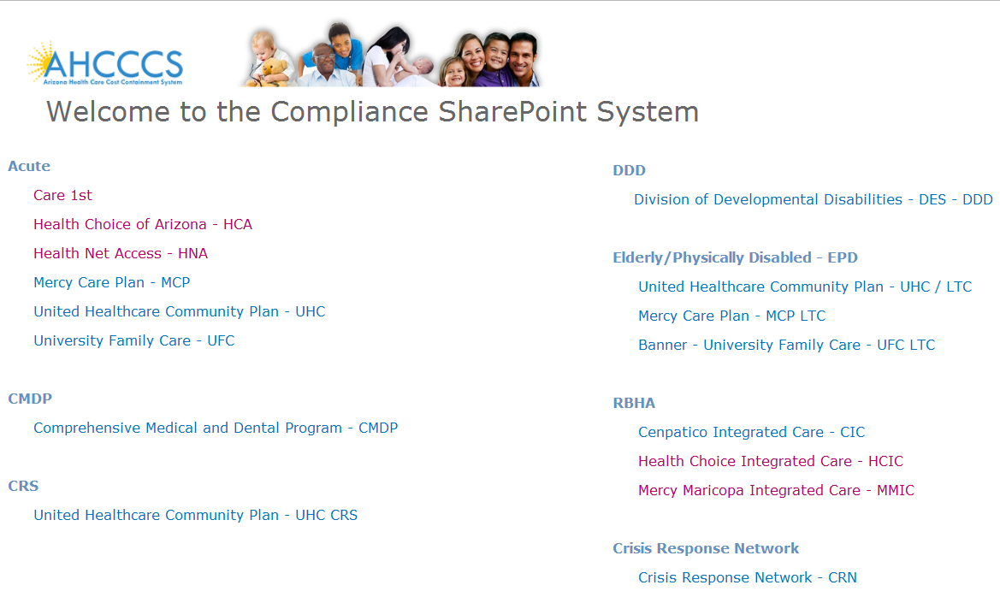 AHCCCS
Arizona Health Care Cost Containment System
Welcome to the Compliance SharePoint System
Acute
Care 1st
Health Choice of Arizona - HCA
Health Net Access - HNA
Mercy Care Plan - MCP
United Healthcare Community Plan - UHC
University Family Care - UFC
CMDP
Comprehensive Medical and Dental Program - CMDP
CRS
United Healthcare Community Plan - UHC CRS
DDD
Division of Developmental Disabilities - DES - DDD
Elderly/Physically Disabled - EPD
United Healthcare Community Plan - UHC / LTC
Mercy Care Plan - MCP LTC
Banner - University Family Care - UFC LTC
RBHA
Cenpatico Integrated Care - CIC
Health Choice Integrated Care - HCIC
Mercy Maricopa Integrated Care - MMIC
Crisis Response Network
Crisis Response Network - CRN